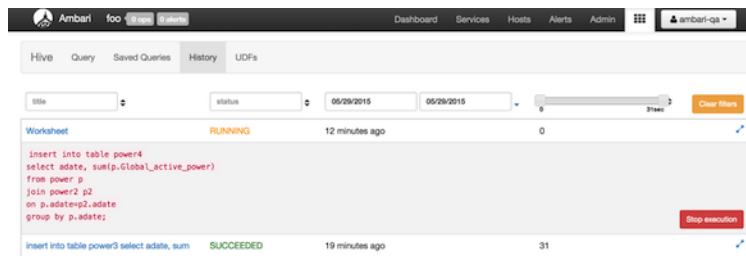 Ambari foo 0 ops 0 alerts Dashboard Services Hosts Alerts Admin ambari-qa
Hive Query Saved Queries History UDFs
title status 05/29/2015 05/29/2015 0 31sec Clear filters
Worksheet RUNNING 12 minutes ago 0
insert into table power4
select adate, sum(p.Global_active_power)
from power p
join power2 p2
on p.adate=p2.adate
group by p.adate;
Stop execution
insert into table power3 select adate, sum SUCCEEDED 19 minutes ago 31